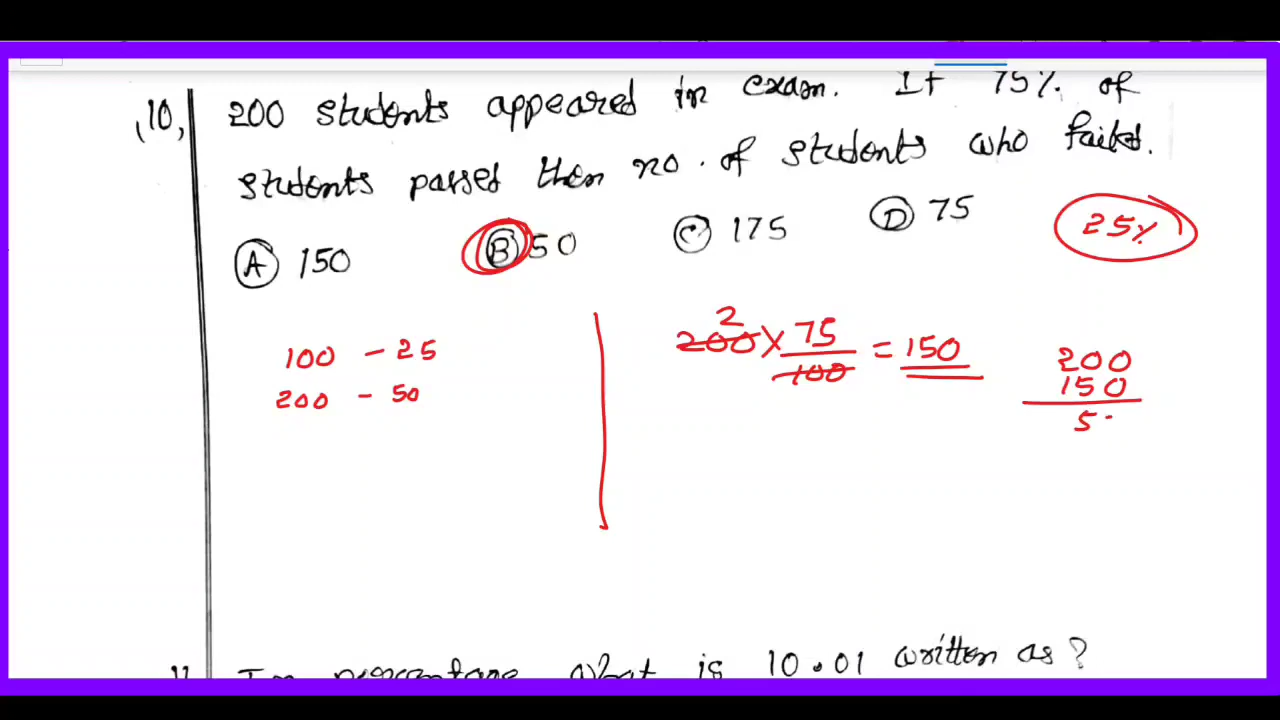 (10, 200 students appeared in exam. If 75% of
students passed then no. of students who failed.
(A) 150 (B) 50 (C) 175 (D) 75 25%
100 - 25
200 - 50
2
200 × 75 = 150
100
200
150
5
11 In percentage what is 10.01 written as?